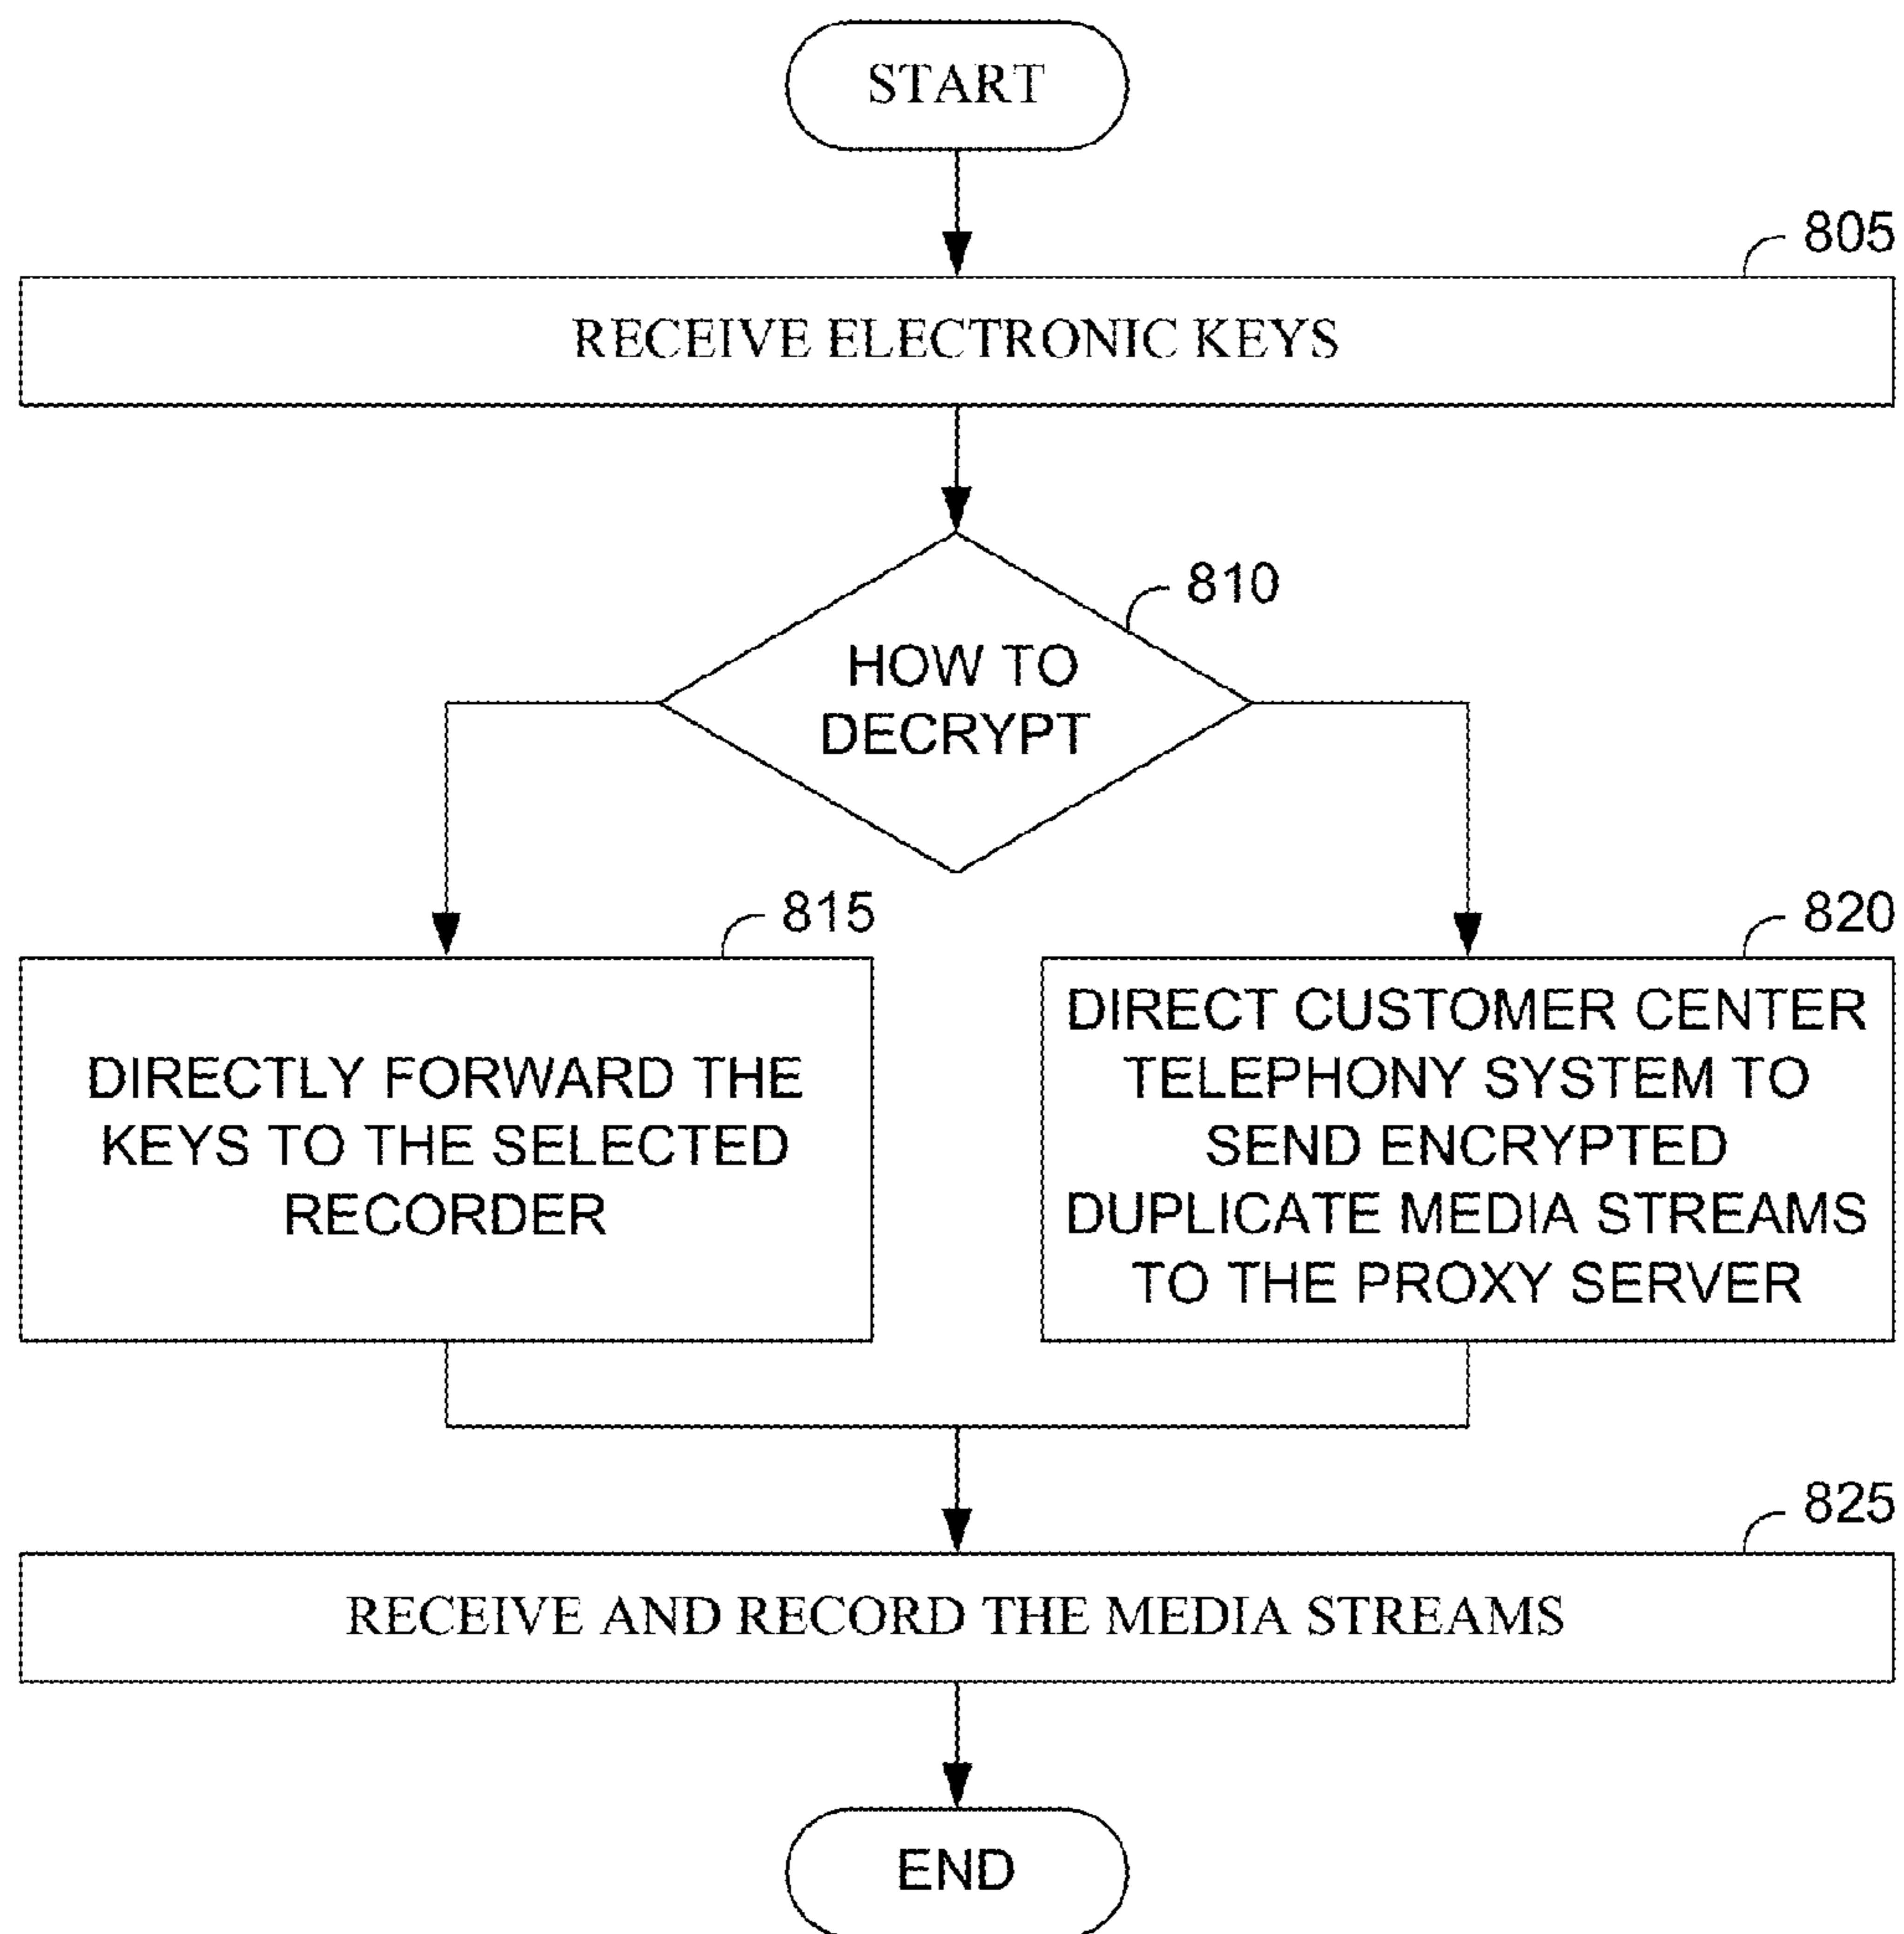 START
805
RECEIVE ELECTRONIC KEYS
810
HOW TO
DECRYPT
815
DIRECTLY FORWARD THE
KEYS TO THE SELECTED
RECORDER
820
DIRECT CUSTOMER CENTER
TELEPHONY SYSTEM TO
SEND ENCRYPTED
DUPLICATE MEDIA STREAMS
TO THE PROXY SERVER
825
RECEIVE AND RECORD THE MEDIA STREAMS
END